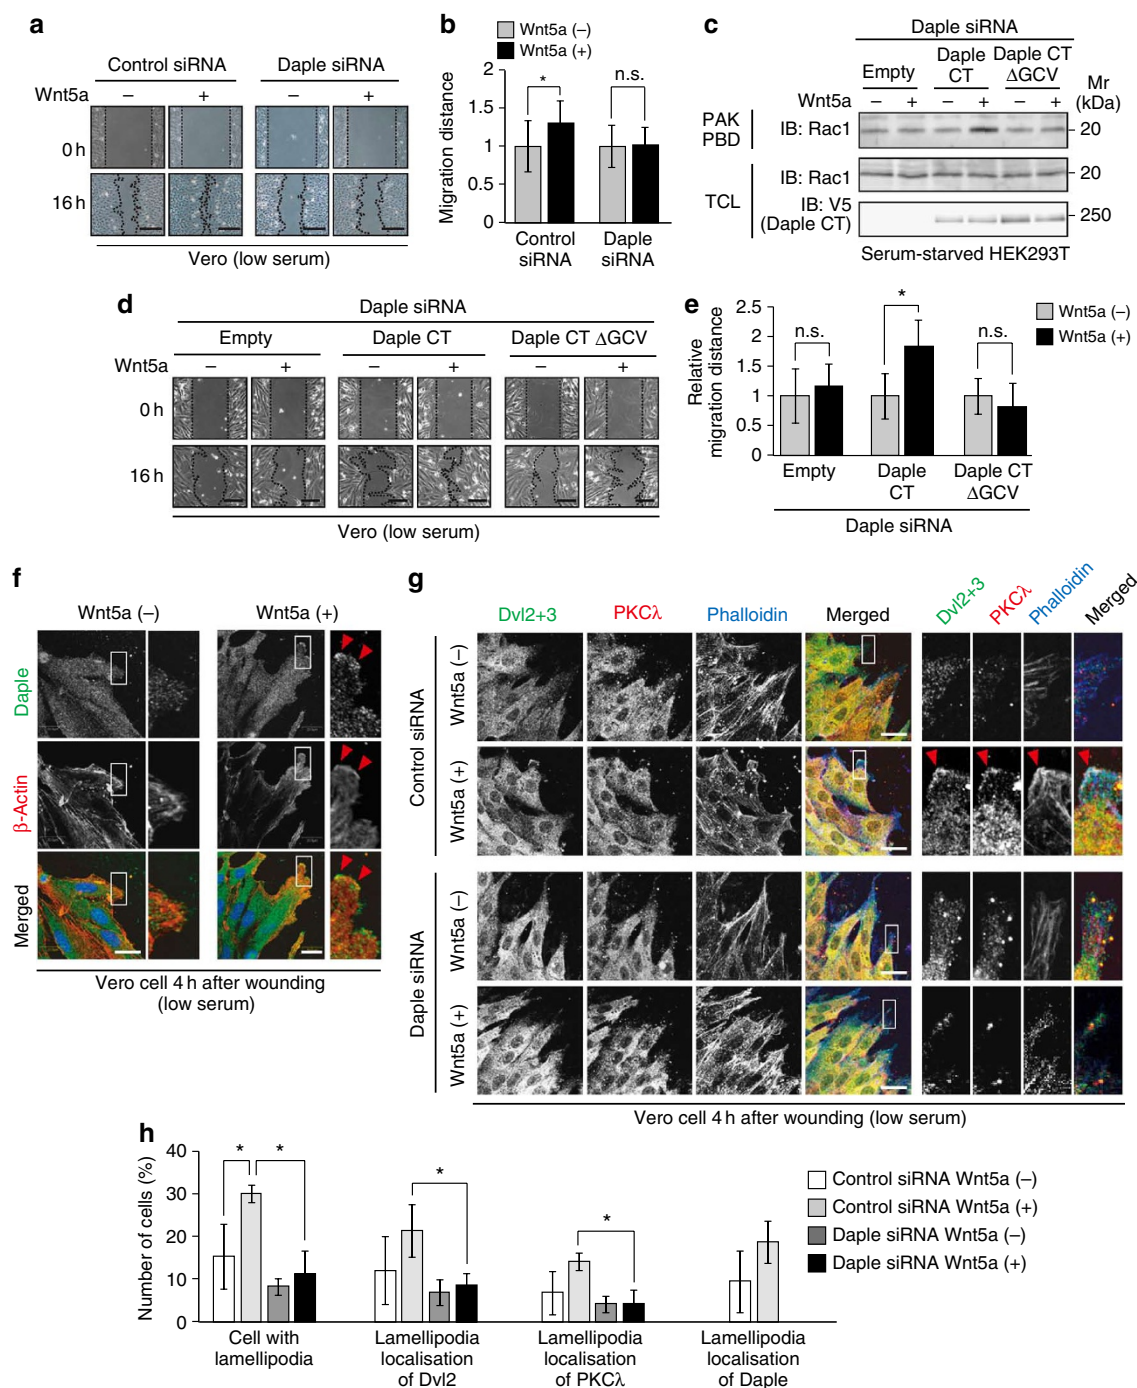 a
Control siRNA Daple siRNA
Wnt5a – + – +
0 h
16 h
Vero (low serum)
b
Wnt5a (–)
Wnt5a (+)
Migration distance
2
1.5
1
0.5
0
*
n.s.
Control siRNA
Daple siRNA
c
Daple siRNA
Empty
Daple CT
Daple CT ΔGCV
Mr (kDa)
Wnt5a – + – + – +
PAK PBD
IB: Rac1
20
TCL
IB: Rac1
20
IB: V5
(Daple CT)
250
Serum-starved HEK293T
d
Daple siRNA
Empty Daple CT Daple CT ΔGCV
Wnt5a – + – + – +
0 h
16 h
Vero (low serum)
e
Relative
migration distance
2.5
2
1.5
1
0.5
0
n.s.
*
n.s.
Wnt5a (–)
Wnt5a (+)
Empty
Daple CT
Daple CT ΔGCV
Daple siRNA
f
Wnt5a (–) Wnt5a (+)
Daple
β-Actin
Merged
Vero cell 4 h after wounding
(low serum)
g
Dvl2+3 PKCλ Phalloidin Merged
Dvl2+3 PKCλ Phalloidin Merged
Control siRNA
Wnt5a (–)
Wnt5a (+)
Daple siRNA
Wnt5a (–)
Wnt5a (+)
Vero cell 4 h after wounding (low serum)
h
Number of cells (%)
40
30
20
10
0
* *
*
*
Cell with
lamellipodia
Lamellipodia
localisation
of Dvl2
Lamellipodia
localisation
of PKCλ
Lamellipodia
localisation
of Daple
Control siRNA Wnt5a (–)
Control siRNA Wnt5a (+)
Daple siRNA Wnt5a (–)
Daple siRNA Wnt5a (+)